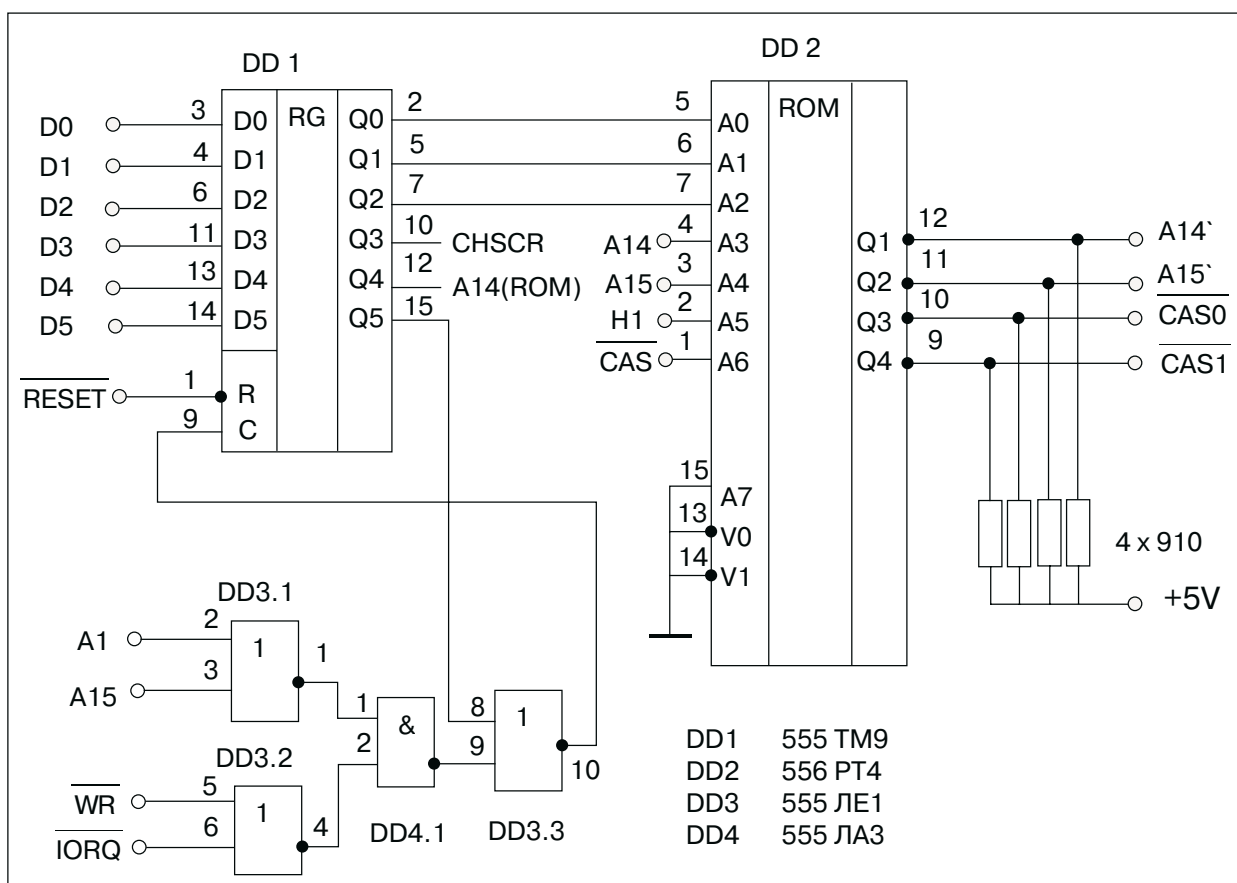 DD 1
D0 3 D0 RG Q0 2
D1 4 D1 Q1 5
D2 6 D2 Q2 7
D3 11 D3 Q3 10 CHSCR
D4 13 D4 Q4 12 A14(ROM)
D5 14 D5 Q5 15
RESET 1 R
9 C
DD 2
5 A0 ROM
6 A1
7 A2
A14 4 A3 Q1 12 A14`
A15 3 A4 Q2 11 A15`
H1 2 A5 Q3 10 CAS0
CAS 1 A6 Q4 9 CAS1
15 A7
13 V0
14 V1
4 x 910
+5V
DD3.1
A1 2 1 1
A15 3
DD3.2
WR 5 1 4
IORQ 6
1 & 
2
DD4.1
8 1
9 10
DD3.3
DD1 555 ТМ9
DD2 556 РТ4
DD3 555 ЛЕ1
DD4 555 ЛА3